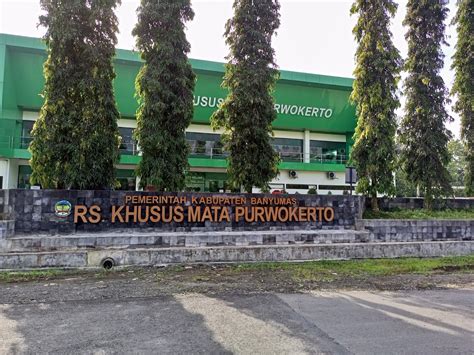 KHUSUS PURWOKERTO
PEMERINTAH KABUPATEN BANYUMAS
RS. KHUSUS MATA PURWOKERTO